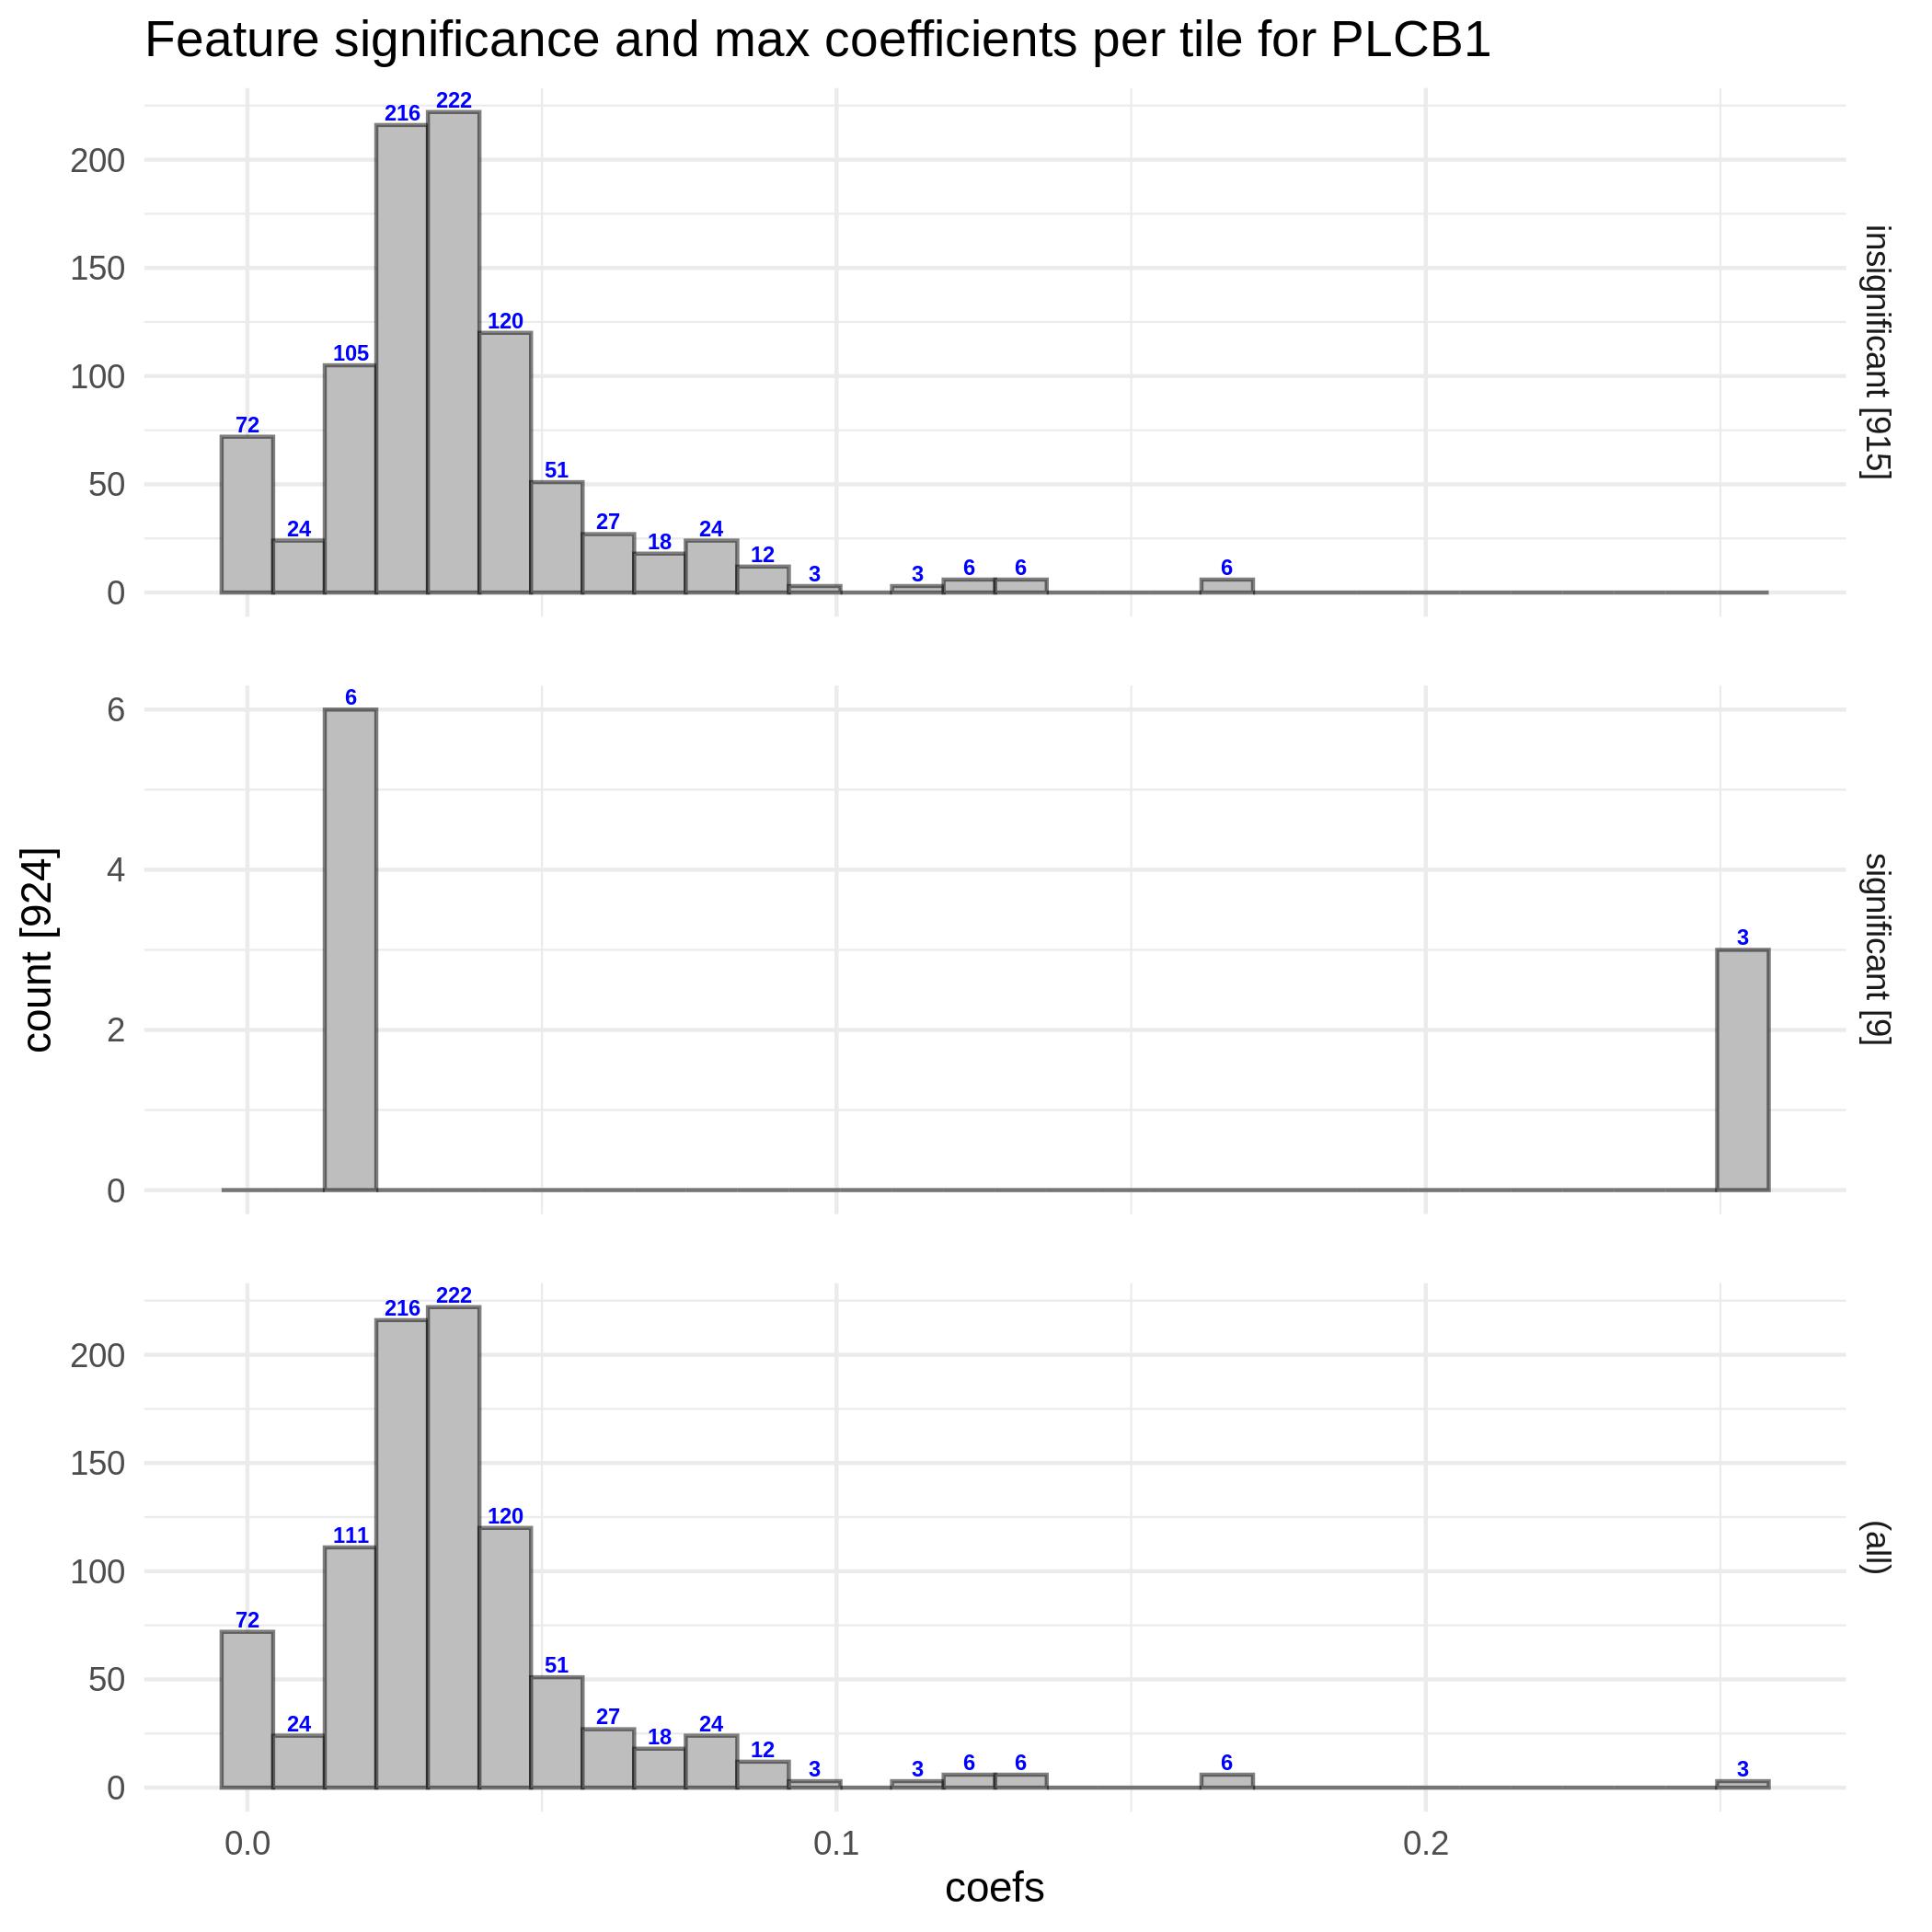 Feature significance and max coefficients per tile for PLCB1
216 222
120
105
72
51
24 27 18 24 12 3 3 6 6 6
200
150
100
50
0
insignificant [915]
6
3
6
4
2
0
significant [9]
count [924]
216 222
120
111
72
51
24 27 18 24 12 3 3 6 6 6 3
200
150
100
50
0
(all)
0.0 0.1 0.2
coefs